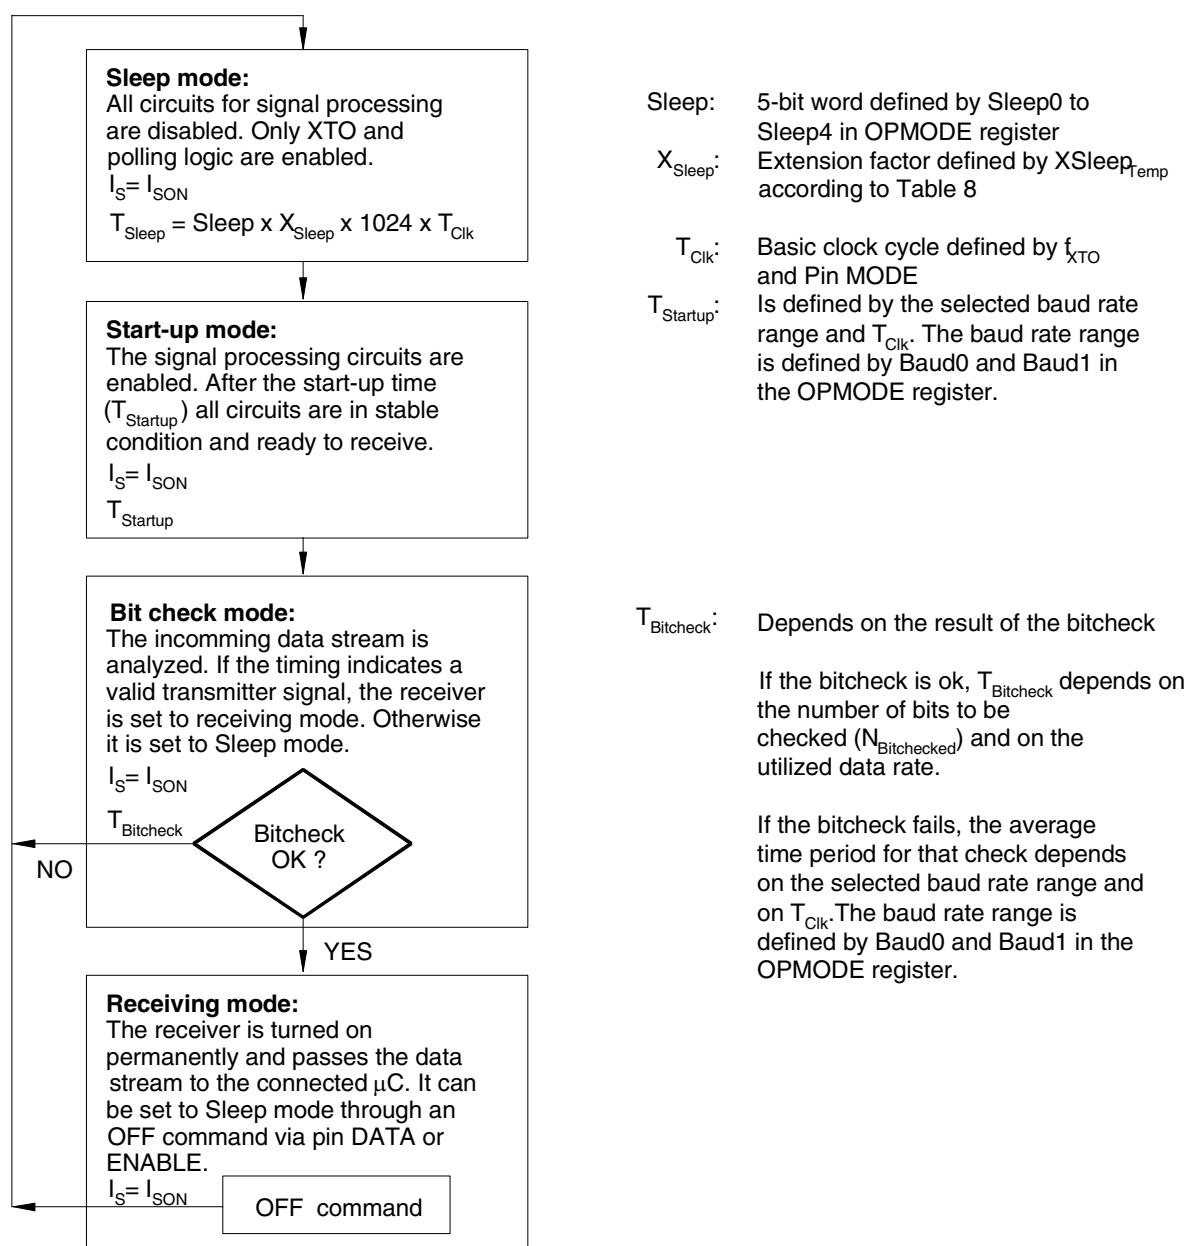 Sleep mode:
All circuits for signal processing
are disabled. Only XTO and
polling logic are enabled.
IS= ISON
TSleep = Sleep x XSleep x 1024 x TClk
Start-up mode:
The signal processing circuits are
enabled. After the start-up time
(TStartup) all circuits are in stable
condition and ready to receive.
IS= ISON
TStartup
Bit check mode:
The incomming data stream is
analyzed. If the timing indicates a
valid transmitter signal, the receiver
is set to receiving mode. Otherwise
it is set to Sleep mode.
IS= ISON
TBitcheck
Bitcheck
OK ?
NO
YES
Receiving mode:
The receiver is turned on
permanently and passes the data
stream to the connected μC. It can
be set to Sleep mode through an
OFF command via pin DATA or
ENABLE.
IS= ISON
OFF command
Sleep: 5-bit word defined by Sleep0 to
Sleep4 in OPMODE register
XSleep: Extension factor defined by XSleepTemp
according to Table 8
TClk: Basic clock cycle defined by fXTO
and Pin MODE
TStartup: Is defined by the selected baud rate
range and TClk. The baud rate range
is defined by Baud0 and Baud1 in
the OPMODE register.
TBitcheck: Depends on the result of the bitcheck
If the bitcheck is ok, TBitcheck depends on
the number of bits to be
checked (NBitchecked) and on the
utilized data rate.
If the bitcheck fails, the average
time period for that check depends
on the selected baud rate range and
on TClk.The baud rate range is
defined by Baud0 and Baud1 in the
OPMODE register.